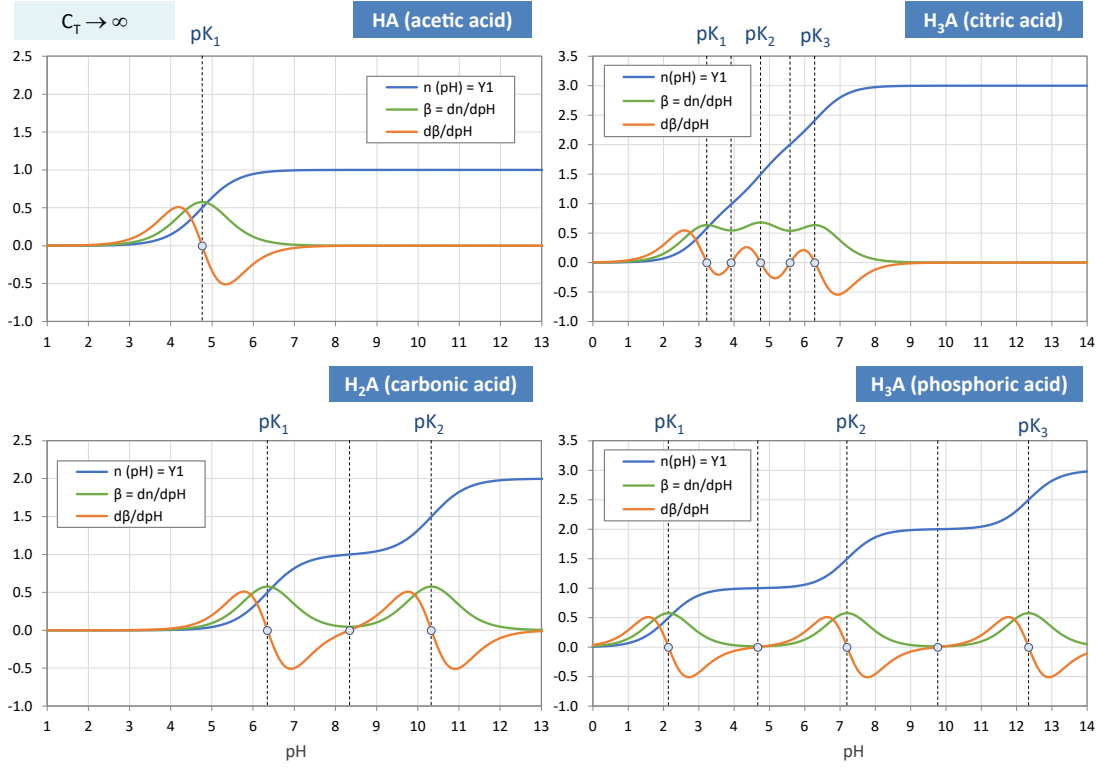 C_T → ∞
HA (acetic acid)
pK₁
n (pH) = Y1
β = dn/dpH
dβ/dpH
2.5
2.0
1.5
1.0
0.5
0.0
-0.5
-1.0
1 2 3 4 5 6 7 8 9 10 11 12 13
H₃A (citric acid)
pK₁ pK₂ pK₃
n (pH) = Y1
β = dn/dpH
dβ/dpH
3.5
3.0
2.5
2.0
1.5
1.0
0.5
0.0
-0.5
-1.0
0 1 2 3 4 5 6 7 8 9 10 11 12 13 14
H₂A (carbonic acid)
pK₁ pK₂
n (pH) = Y1
β = dn/dpH
dβ/dpH
2.5
2.0
1.5
1.0
0.5
0.0
-0.5
-1.0
1 2 3 4 5 6 7 8 9 10 11 12 13
pH
H₃A (phosphoric acid)
pK₁ pK₂ pK₃
n(pH) = Y1
β = dn/dpH
dβ/dpH
3.5
3.0
2.5
2.0
1.5
1.0
0.5
0.0
-0.5
-1.0
0 1 2 3 4 5 6 7 8 9 10 11 12 13 14
pH